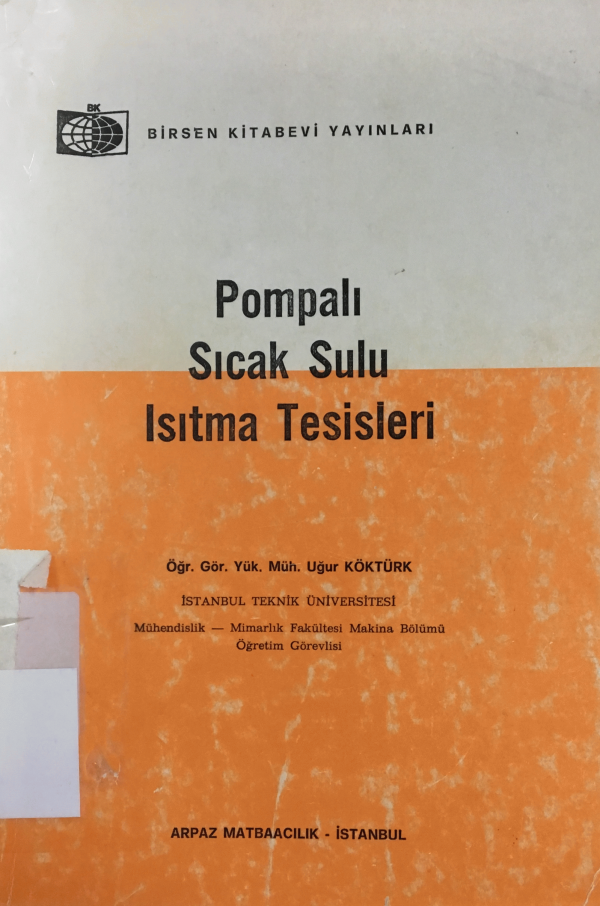 BK
BİRSEN KİTABEVİ YAYINLARI
Pompalı
Sıcak Sulu
Isıtma Tesisleri
Öğr. Gör. Yük. Müh. Uğur KÖKTÜRK
İSTANBUL TEKNİK ÜNİVERSİTESİ
Mühendislik — Mimarlık Fakültesi Makina Bölümü
Öğretim Görevlisi
ARPAZ MATBAACILIK - İSTANBUL